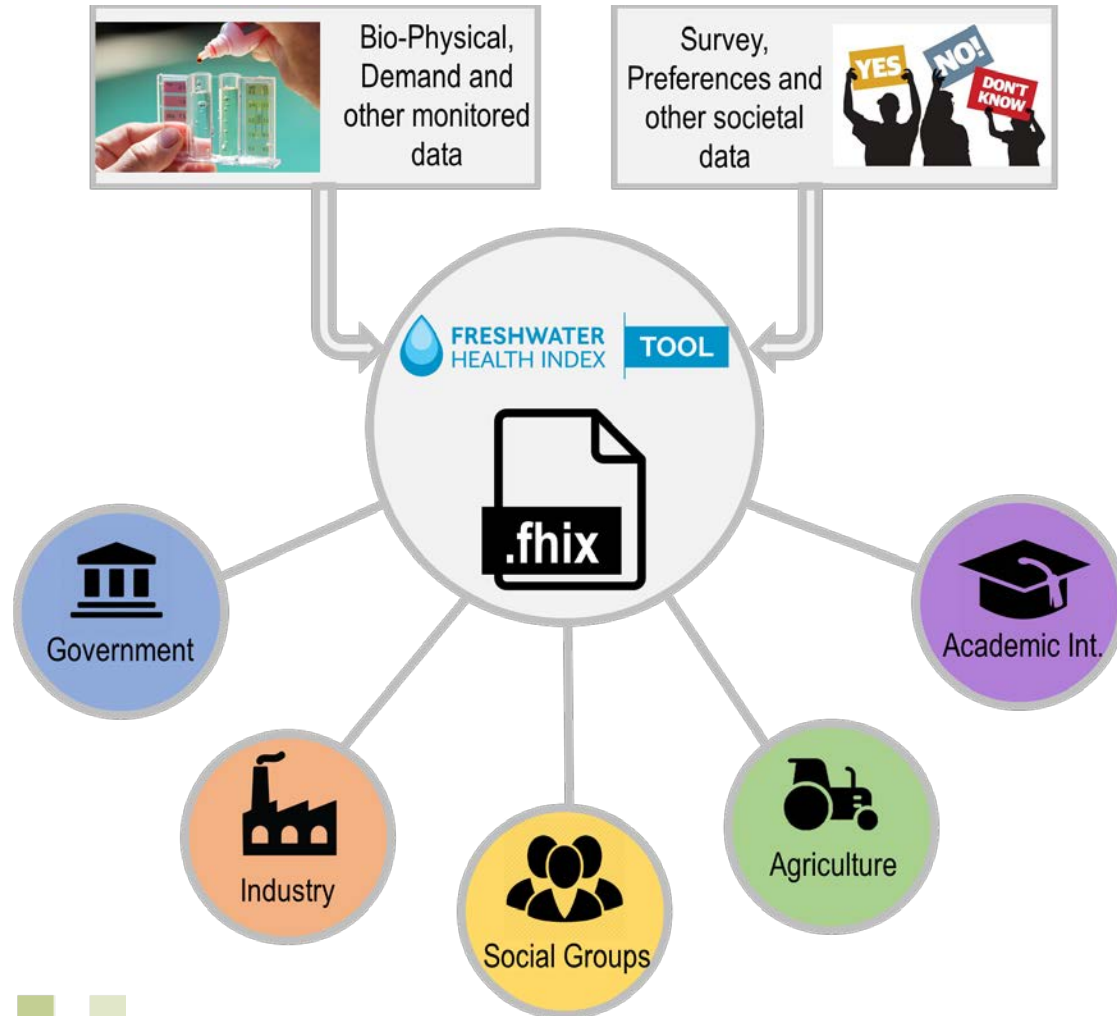 Bio-Physical,
Demand and
other monitored
data
Survey,
Preferences and
other societal
data
YES
NO!
DON'T
KNOW
FRESHWATER
HEALTH INDEX
TOOL
.fhix
Government
Academic Int.
Industry
Agriculture
Social Groups